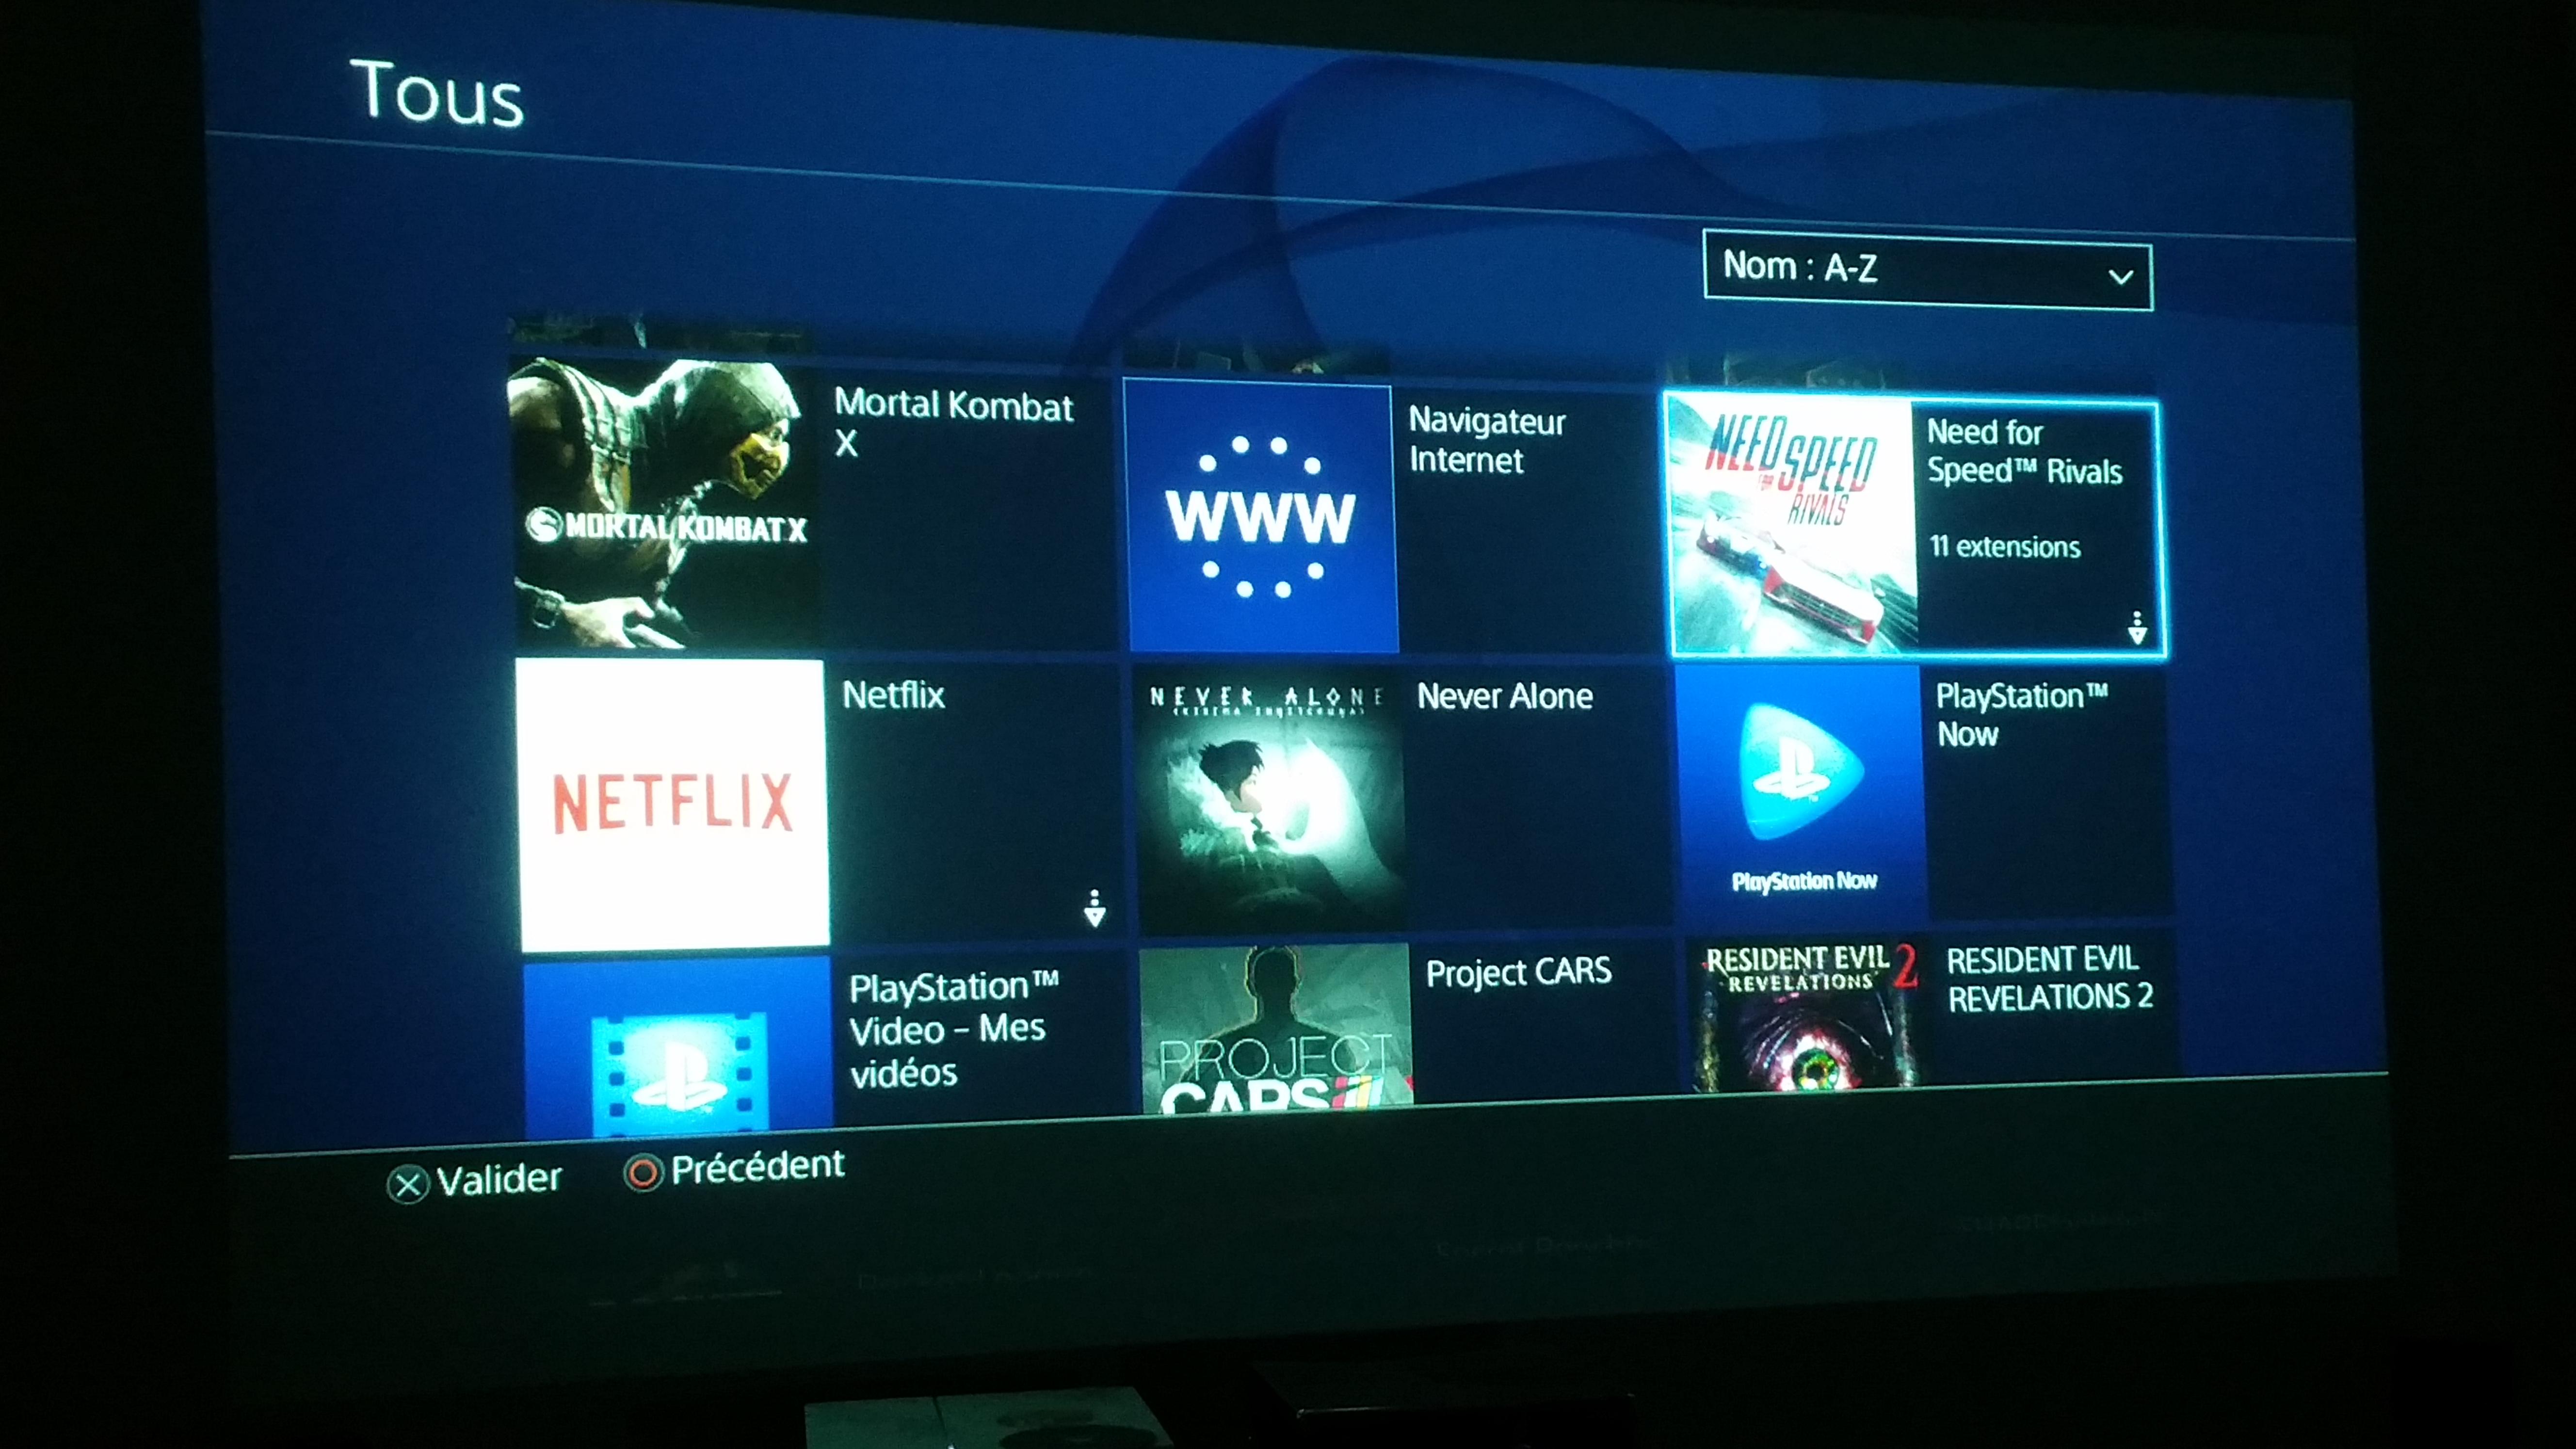 Tous
Nom : A-Z
MORTAL KOMBAT X
Mortal Kombat
X
WWW
Navigateur
Internet
NEED
FOR
SPEED
RIVALS
Need for
Speed™ Rivals
11 extensions
NETFLIX
Netflix
NEVER ALONE
Never Alone
PlayStation Now
PlayStation™
Now
PlayStation™
Video – Mes
vidéos
PROJECT
CARS
Project CARS
RESIDENT EVIL 2
REVELATIONS
RESIDENT EVIL
REVELATIONS 2
Valider
Précédent